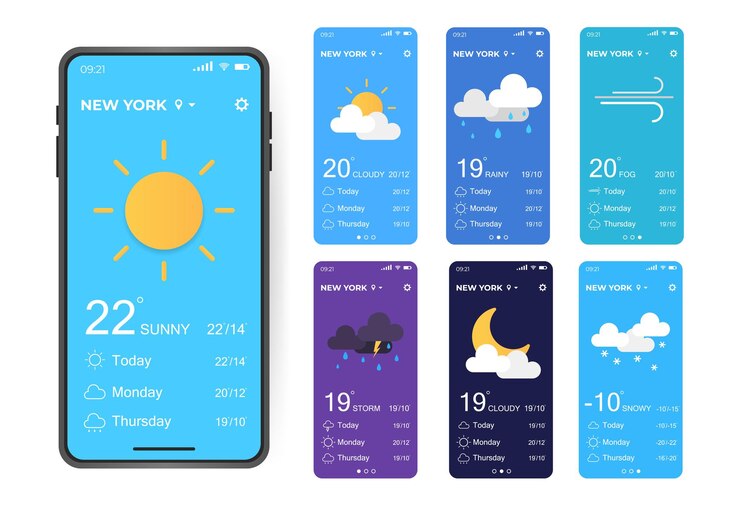 09:21
NEW YORK
22° SUNNY 22°/14°
Today 22°/14°
Monday 20°/12°
Thursday 19/10°
09:21
NEW YORK
20° CLOUDY 20/12°
Today 20/12°
Monday 20/12°
Thursday 19/10°
09:21
NEW YORK
19° RAINY 19/10°
Today 19/10°
Monday 20/12°
Thursday 19/10°
09:21
NEW YORK
20° FOG 20/10°
Today 20/10°
Monday 20/12°
Thursday 19/10°
09:21
NEW YORK
19° STORM 19/10°
Today 19/10°
Monday 20/12°
Thursday 19/10°
09:21
NEW YORK
19° CLOUDY 19/10°
Today 19/10°
Monday 20/12°
Thursday 19/10°
09:21
NEW YORK
-10° SNOWY -10/-15°
Today -10/-15°
Monday -20/-22°
Thursday -16/-20